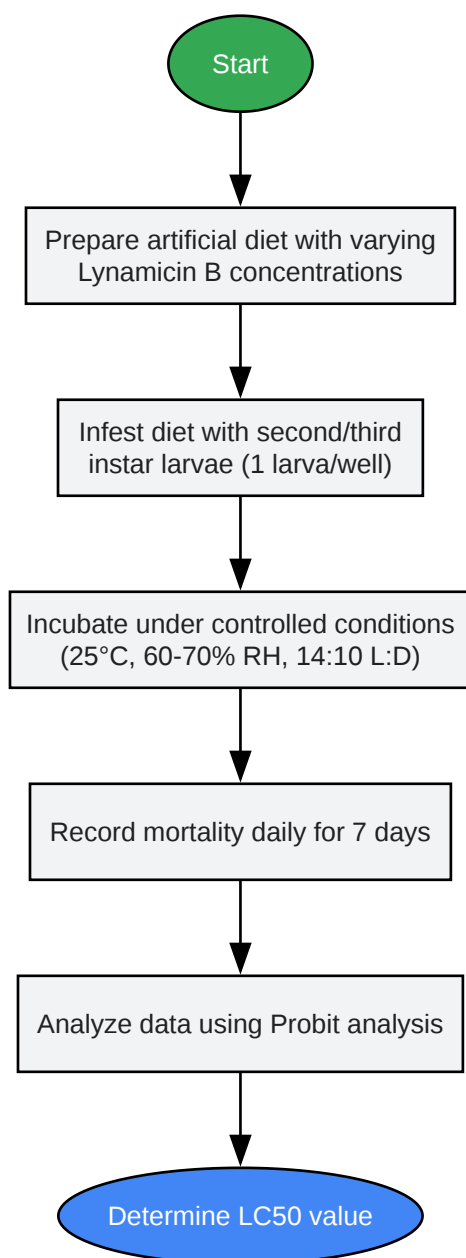 Start
Prepare artificial diet with varying
Lynamicin B concentrations
Infest diet with second/third
instar larvae (1 larva/well)
Incubate under controlled conditions
(25°C, 60-70% RH, 14:10 L:D)
Record mortality daily for 7 days
Analyze data using Probit analysis
Determine LC50 value